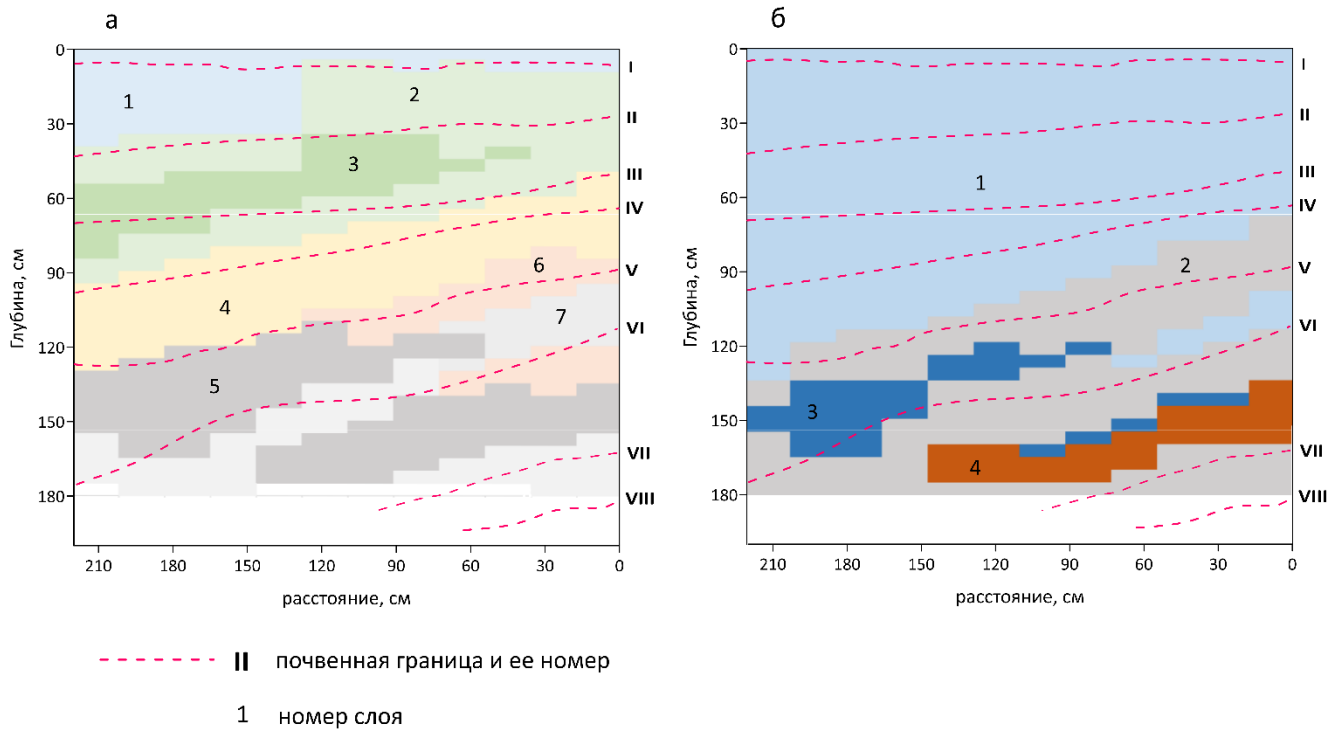 а
Глубина, см
0
30
60
90
120
150
180
1
2
3
4
5
6
7
I
II
III
IV
V
VI
VII
VIII
210 180 150 120 90 60 30 0
расстояние, см
б
Глубина, см
0
30
60
90
120
150
180
1
2
3
4
I
II
III
IV
V
VI
VII
VIII
210 180 150 120 90 60 30 0
расстояние, см
II почвенная граница и ее номер
1 номер слоя